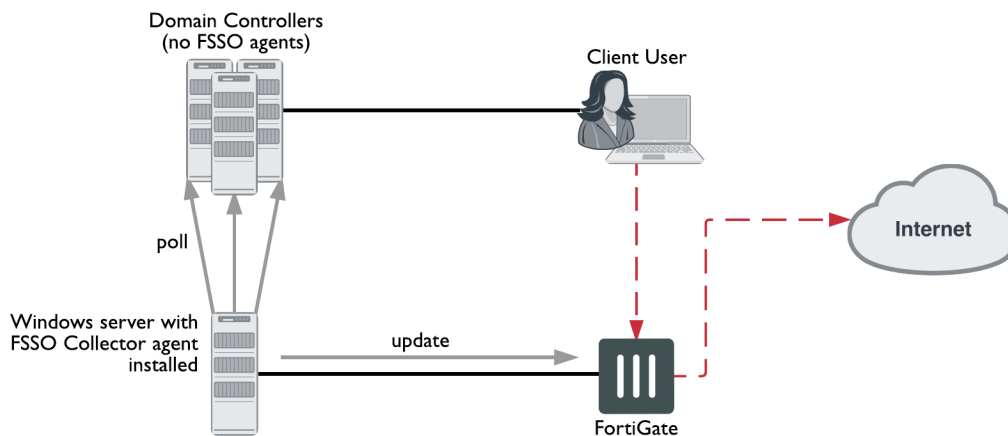 Domain Controllers
(no FSSO agents)
Client User
Internet
poll
Windows server with
FSSO Collector agent
installed
update
FortiGate